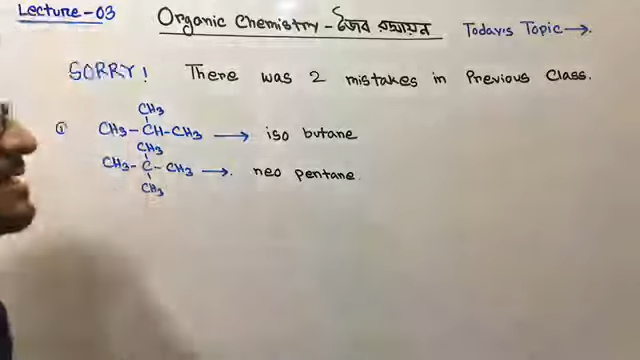 Lecture-03
Organic Chemistry - জৈব রসায়ন
Today's Topic →.
SORRY! There was 2 mistakes in Previous Class.
CH3
① CH3-CH-CH3 → iso butane
CH3
CH3-C-CH3 → neo pentane
CH3